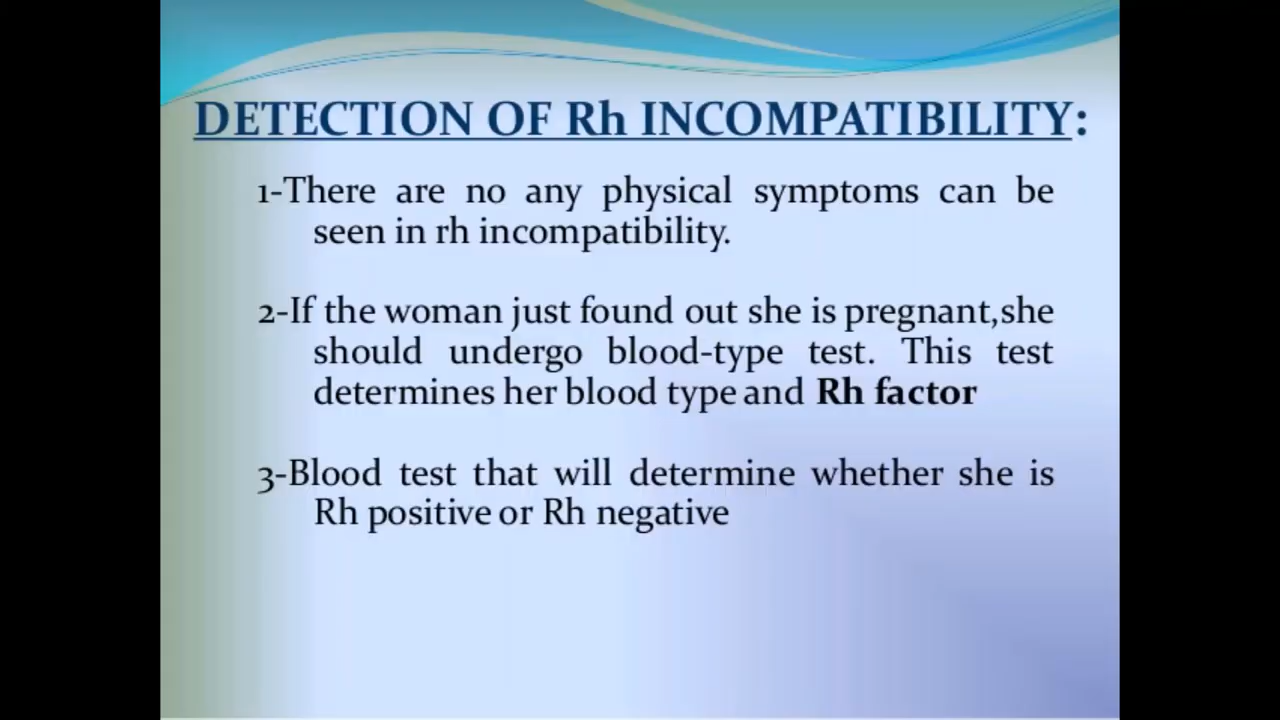 DETECTION OF Rh INCOMPATIBILITY:
1-There are no any physical symptoms can be
seen in rh incompatibility.
2-If the woman just found out she is pregnant,she
should undergo blood-type test. This test
determines her blood type and Rh factor
3-Blood test that will determine whether she is
Rh positive or Rh negative